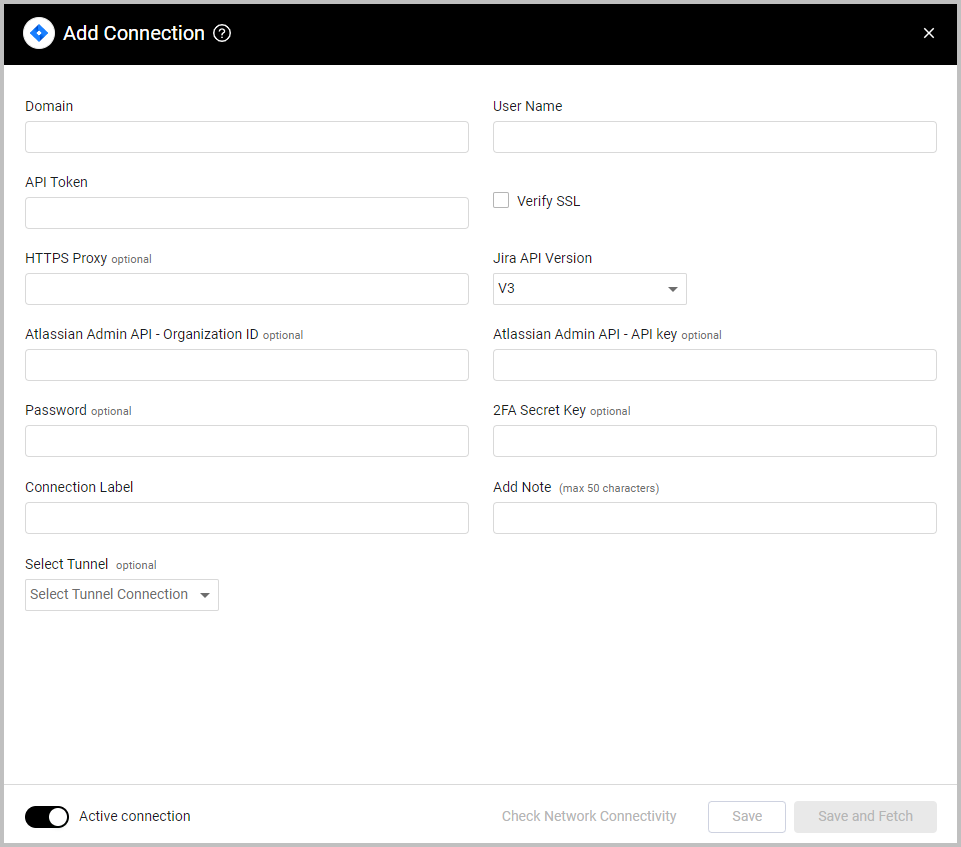 Add Connection ?
Domain
User Name
API Token
Verify SSL
HTTPS Proxy optional
Jira API Version
V3
Atlassian Admin API - Organization ID optional
Atlassian Admin API - API key optional
Password optional
2FA Secret Key optional
Connection Label
Add Note (max 50 characters)
Select Tunnel optional
Select Tunnel Connection
Active connection
Check Network Connectivity
Save
Save and Fetch